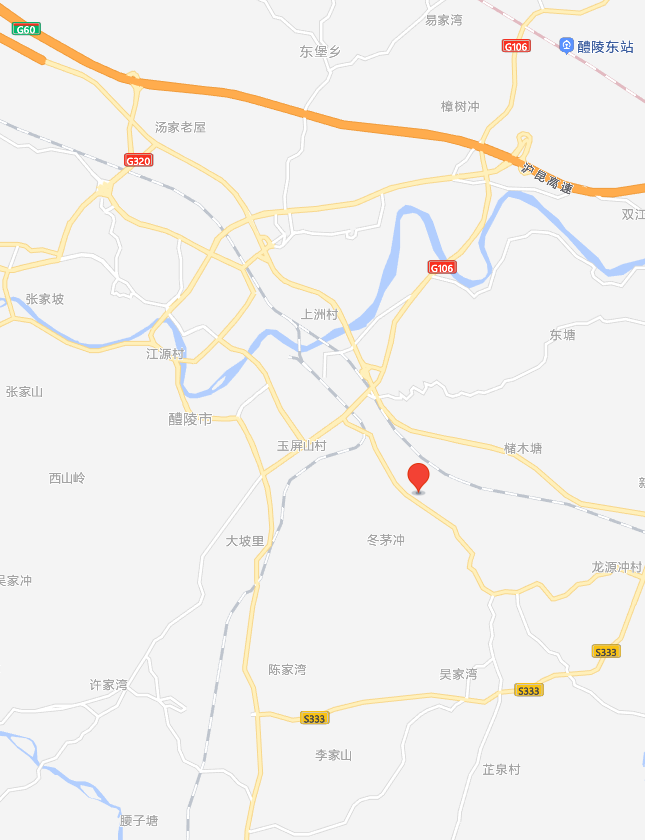 易家湾
G60
东堡乡
G106
醴陵东站
樟树冲
汤家老屋
G320
沪昆高速
双江
G106
张家坡
上洲村
东塘
江源村
张家山
醴陵市
玉屏山村
槠木塘
西山岭
新
大坡里
冬茅冲
龙源冲村
吴家冲
S333
陈家湾
吴家湾
许家湾
S333
S333
李家山
芷泉村
腰子塘